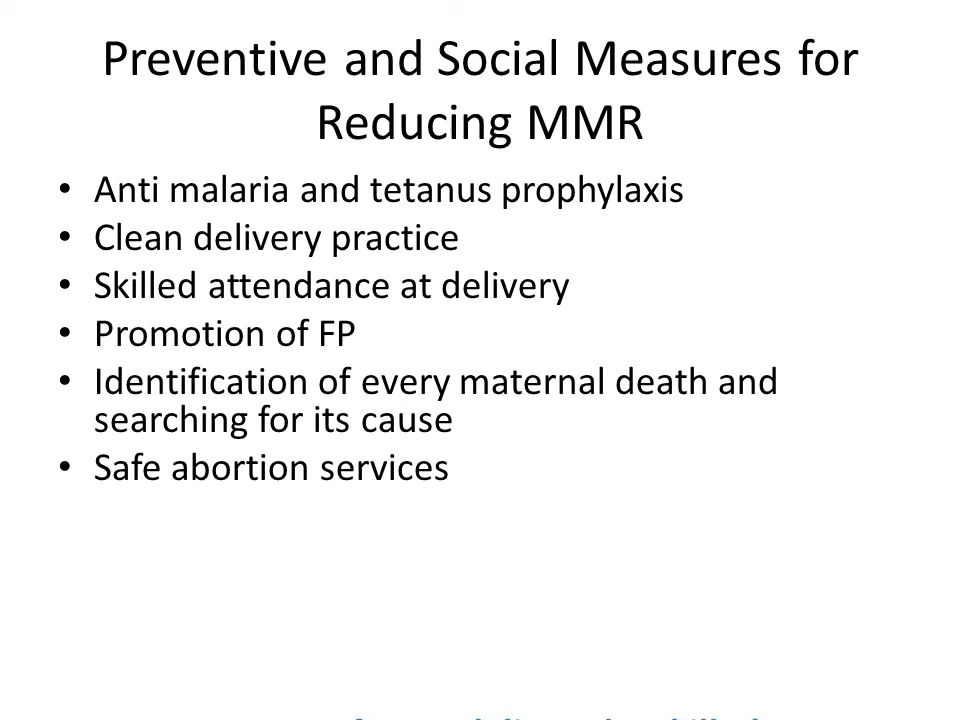 Preventive and Social Measures for
Reducing MMR
• Anti malaria and tetanus prophylaxis
• Clean delivery practice
• Skilled attendance at delivery
• Promotion of FP
• Identification of every maternal death and
searching for its cause
• Safe abortion services